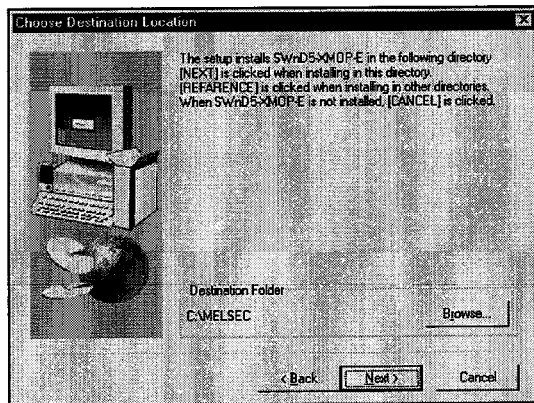 Choose Destination Location
The setup installs SWnD5-XMOP-E in the following directory
[NEXT] is clicked when installing in this directory.
[REFARENCE] is clicked when installing in other directories.
When SWnD5-XMOP-E is not installed, [CANCEL] is clicked.
Destination Folder
C:\MELSEC
Browse...
< Back
Next >
Cancel